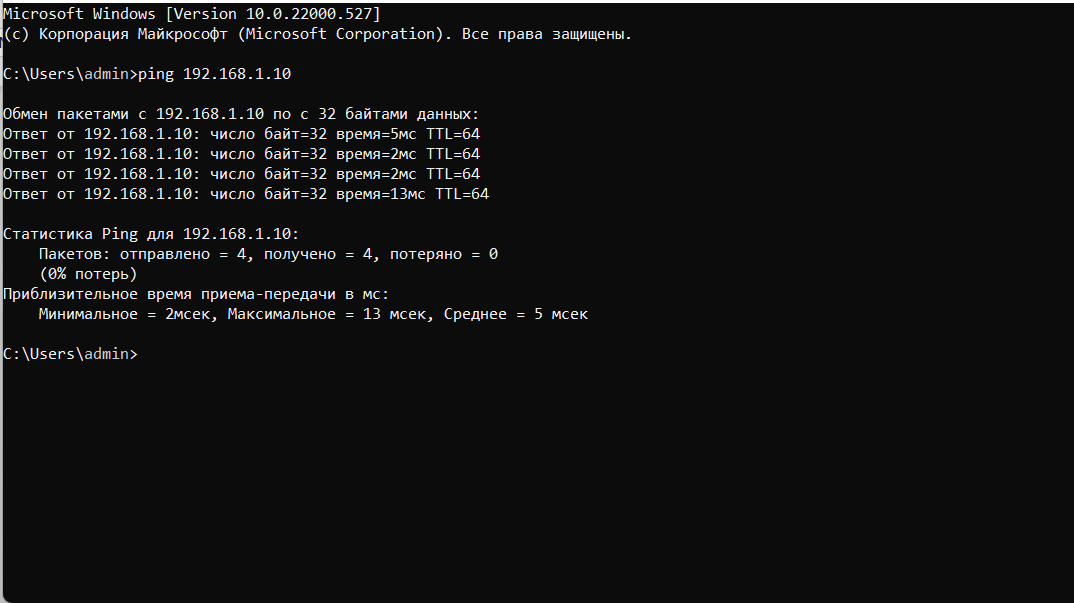 Microsoft Windows [Version 10.0.22000.527]
(c) Корпорация Майкрософт (Microsoft Corporation). Все права защищены.
C:\Users\admin>ping 192.168.1.10
Обмен пакетами с 192.168.1.10 по с 32 байтами данных:
Ответ от 192.168.1.10: число байт=32 время=5мс TTL=64
Ответ от 192.168.1.10: число байт=32 время=2мс TTL=64
Ответ от 192.168.1.10: число байт=32 время=2мс TTL=64
Ответ от 192.168.1.10: число байт=32 время=13мс TTL=64
Статистика Ping для 192.168.1.10:
Пакетов: отправлено = 4, получено = 4, потеряно = 0
(0% потерь)
Приблизительное время приема-передачи в мс:
Минимальное = 2мсек, Максимальное = 13 мсек, Среднее = 5 мсек
C:\Users\admin>